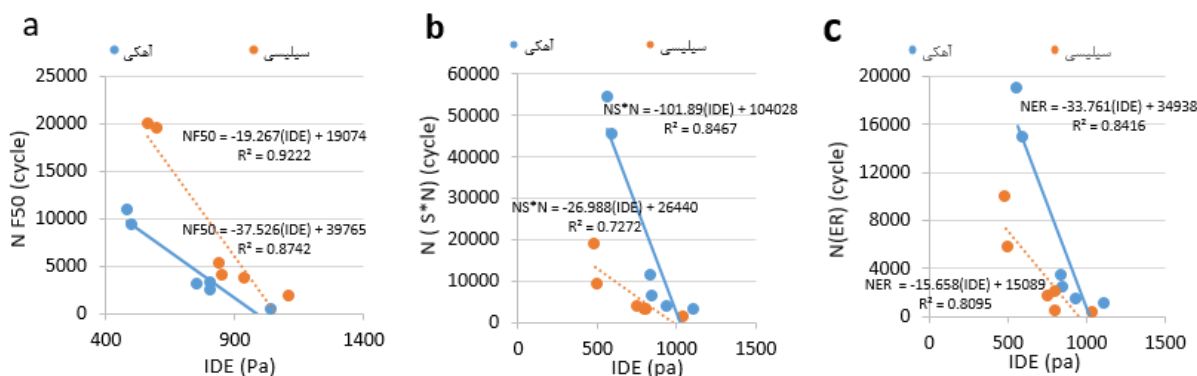 a
آهکی
سیلیسی
N F50 (cycle)
25000
20000
15000
10000
5000
0
NF50 = -19.267(IDE) + 19074
R² = 0.9222
NF50 = -37.526(IDE) + 39765
R² = 0.8742
400
900
1400
IDE (Pa)
b
آهکی
سیلیسی
N ( S*N) (cycle)
60000
50000
40000
30000
20000
10000
0
NS*N = -101.89(IDE) + 104028
R² = 0.8467
NS*N = -26.988(IDE) + 26440
R² = 0.7272
0
500
1000
1500
IDE (pa)
c
آهکی
سیلیسی
N(ER) (cycle)
20000
16000
12000
8000
4000
0
NER = -33.761(IDE) + 34938
R² = 0.8416
NER = -15.658(IDE) + 15089
R² = 0.8095
0
500
1000
1500
IDE (pa)